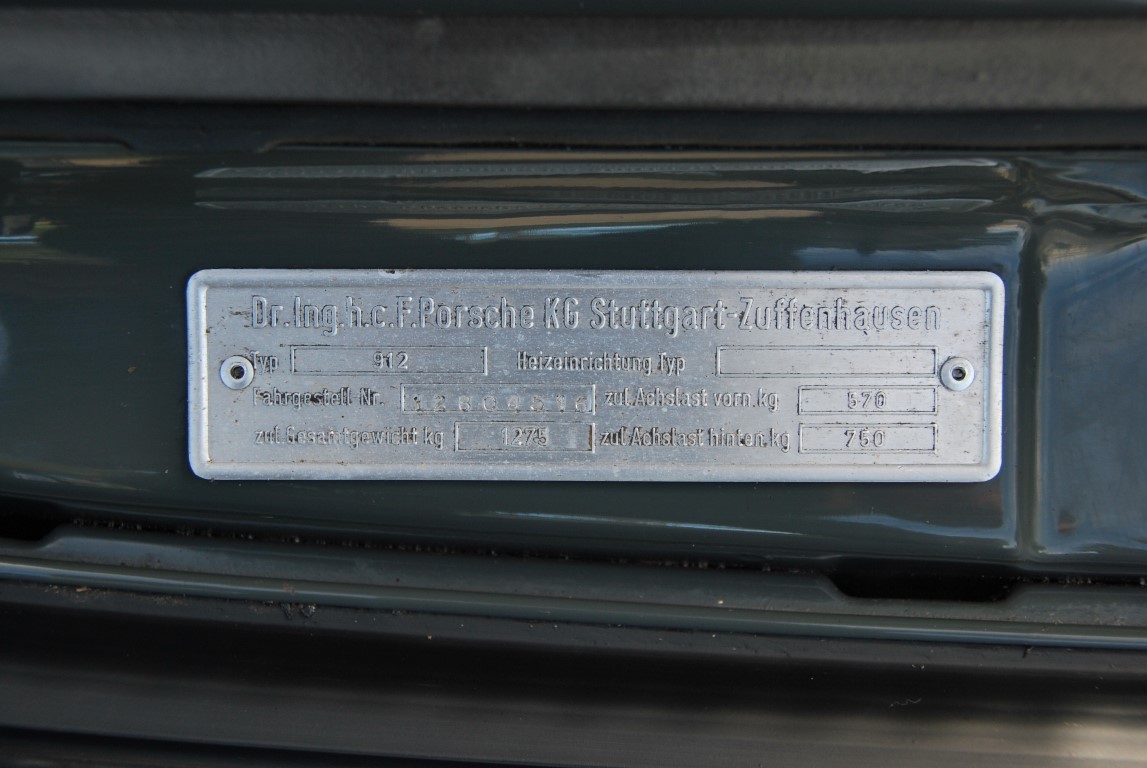 Dr.Ing.h.c.F.Porsche KG Stuttgart-Zuffenhausen
Typ 912 Heizeinrichtung Typ
Fahrgestell Nr. 12804516 zul.Achslast vorn.kg 570
zul.Gesamtgewicht kg 1275 zul.Achslast hinten.kg 750